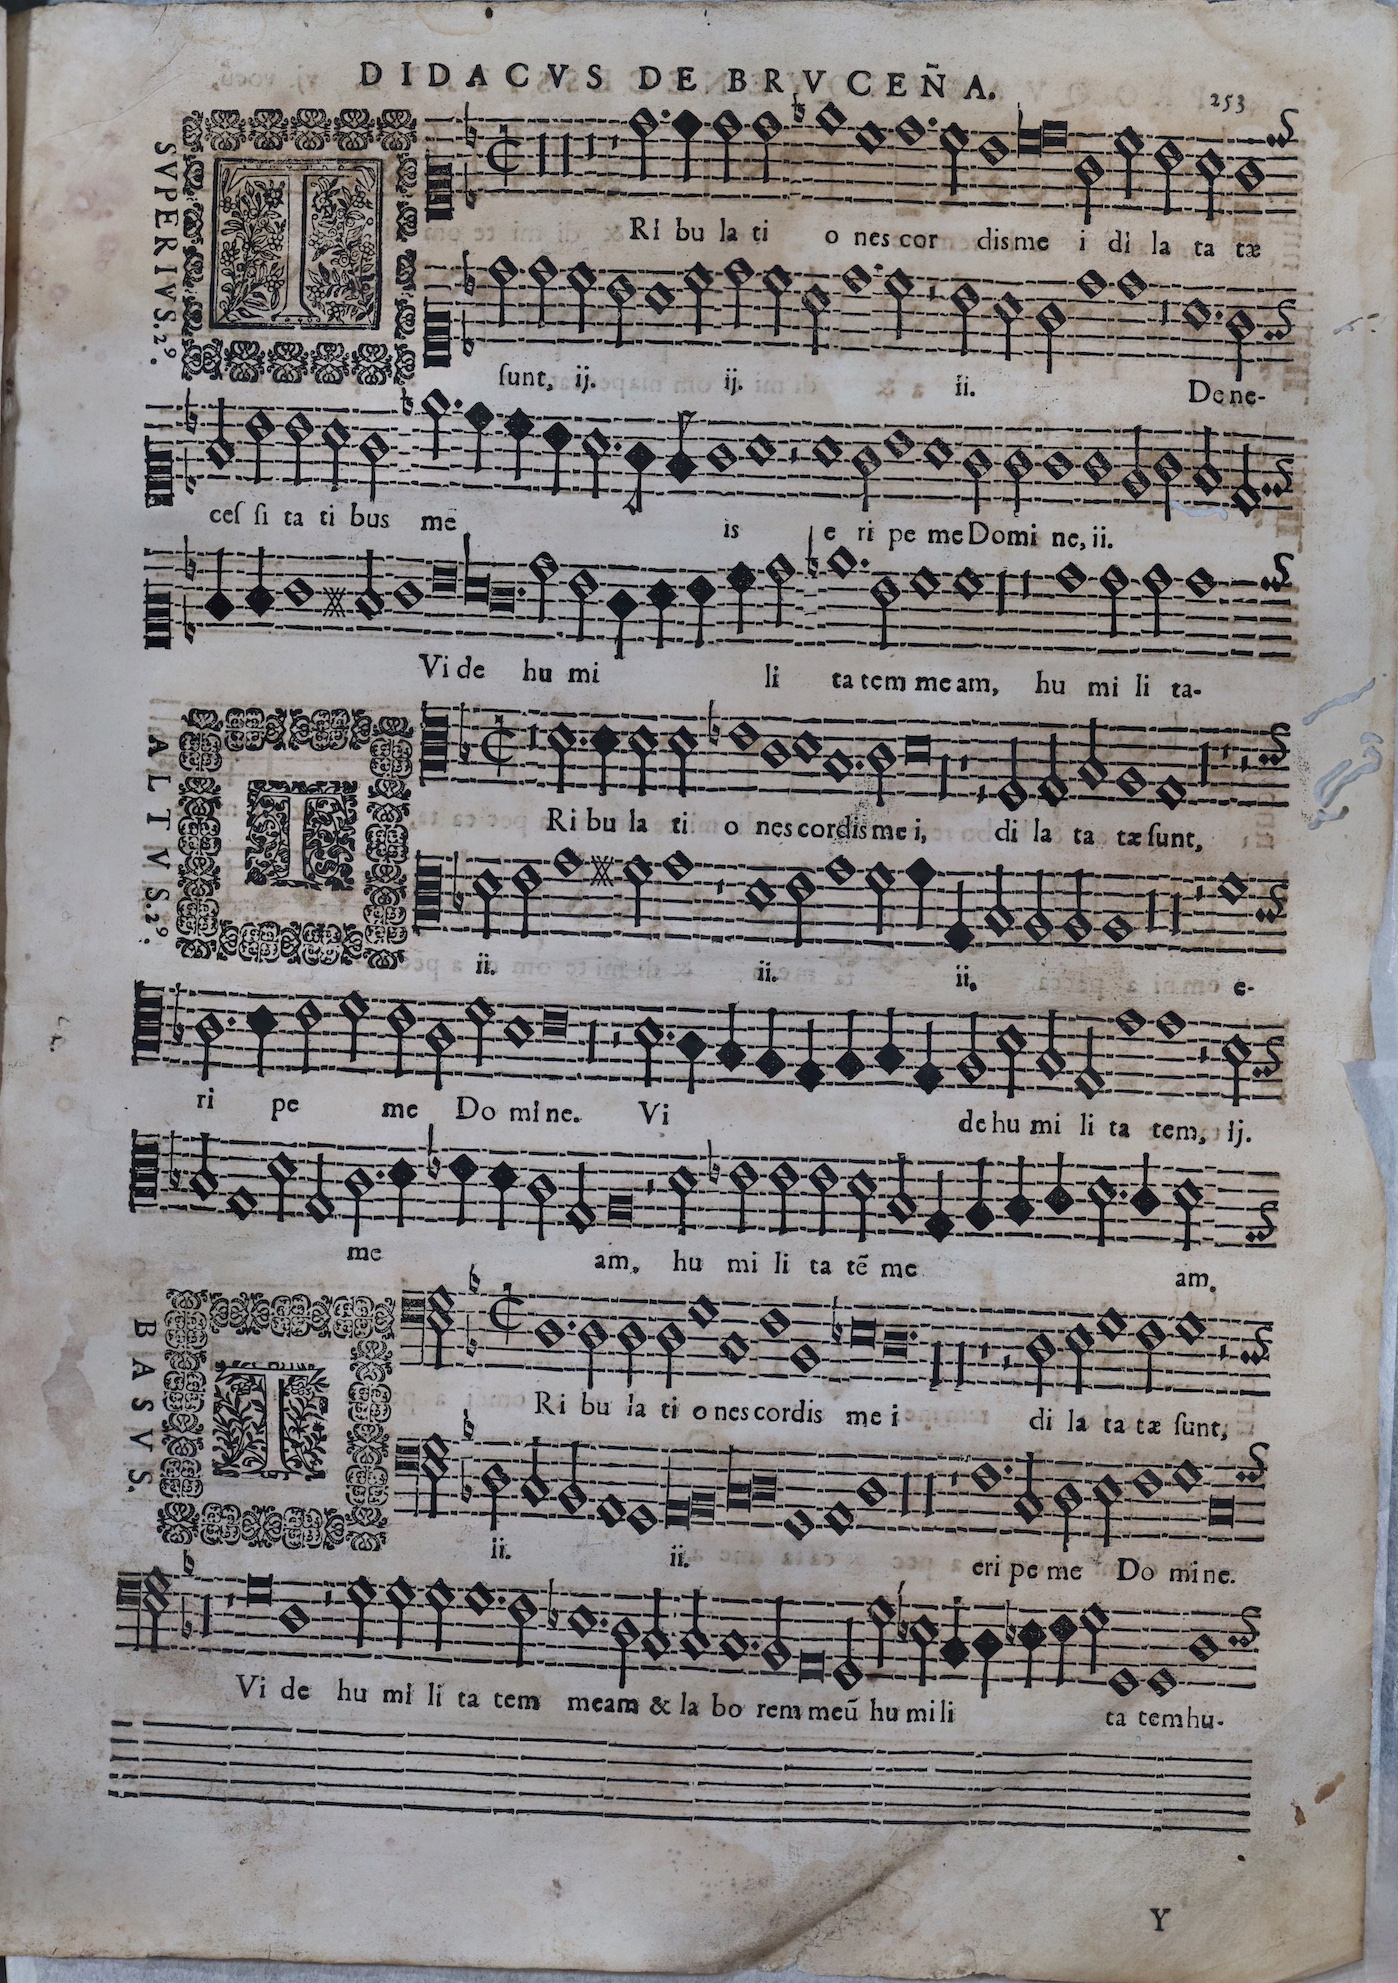 DIDACVS DE BRVCEÑA.
253
SVPERIVS. 29.
T
Ri bu la ti o nes cor dis me i di la ta tæ
ſunt, ij. ij. ii. De ne-
ceſ ſi ta ti bus me is e ri pe me Domi ne, ii.
Vi de hu mi li ta tem me am, hu mi li ta-
ALTVS. 29.
T
Ri bu la ti o nes cordis me i, di la ta tæ ſunt,
ii. ii. ii. e-
ri pe me Do mi ne. Vi de hu mi li ta tem, ij.
me am, hu mi li ta tē me am.
BASVS.
T
Ri bu la ti o nes cordis me i di la ta tæ ſunt,
ii. ii. eri pe me Do mi ne.
Vi de hu mi li ta tem meam & la bo rem meū hu mi li ta tem hu-
Y